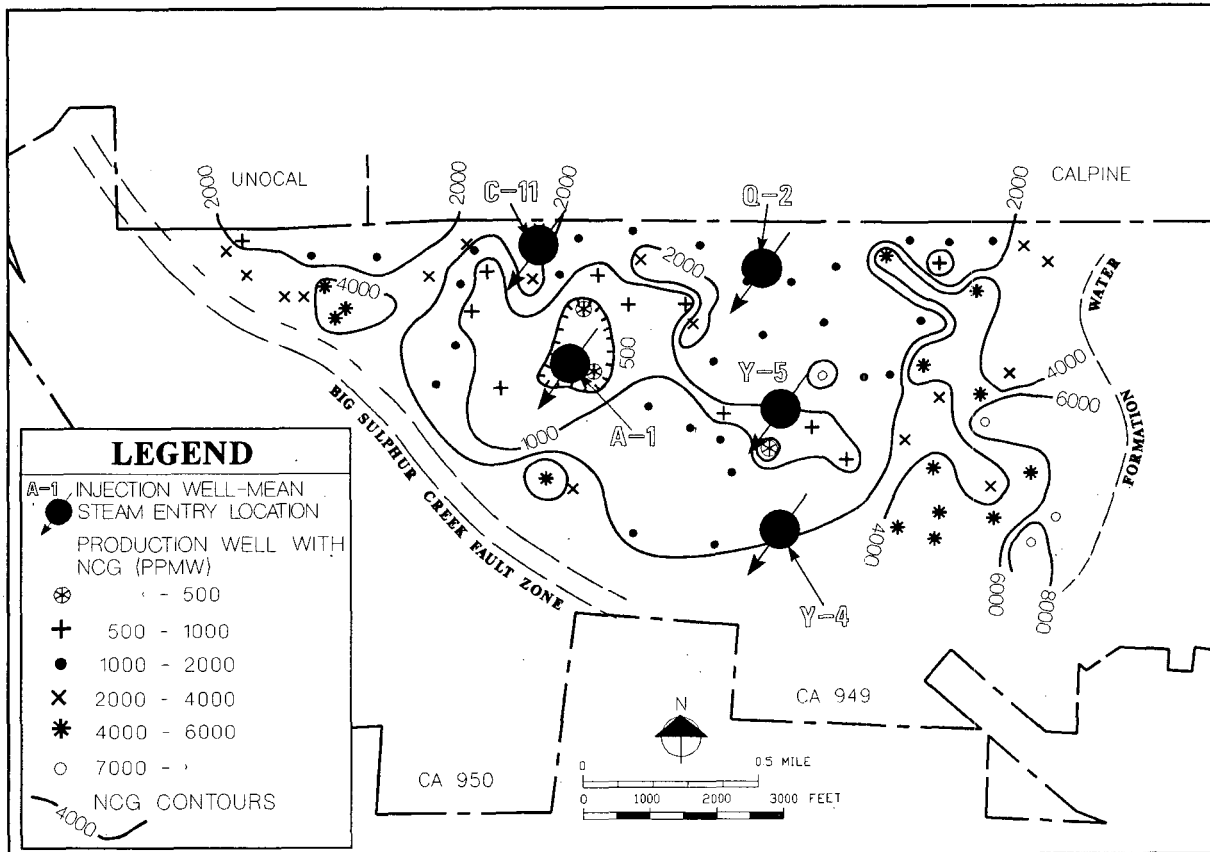 UNOCAL
CALPINE
2000
2000
C-11
2000
Q-2
2000
4000
2000
500
Y-5
4000
6000
1000
A-1
4000
6000
8000
Y-4
BIG SULPHUR CREEK FAULT ZONE
WATER
FORMATION
LEGEND
A-1 INJECTION WELL-MEAN
STEAM ENTRY LOCATION
PRODUCTION WELL WITH
NCG (PPMW)
- 500
500 - 1000
1000 - 2000
2000 - 4000
4000 - 6000
7000 -
NCG CONTOURS
4000
CA 950
CA 949
N
0 0.5 MILE
0 1000 2000 3000 FEET